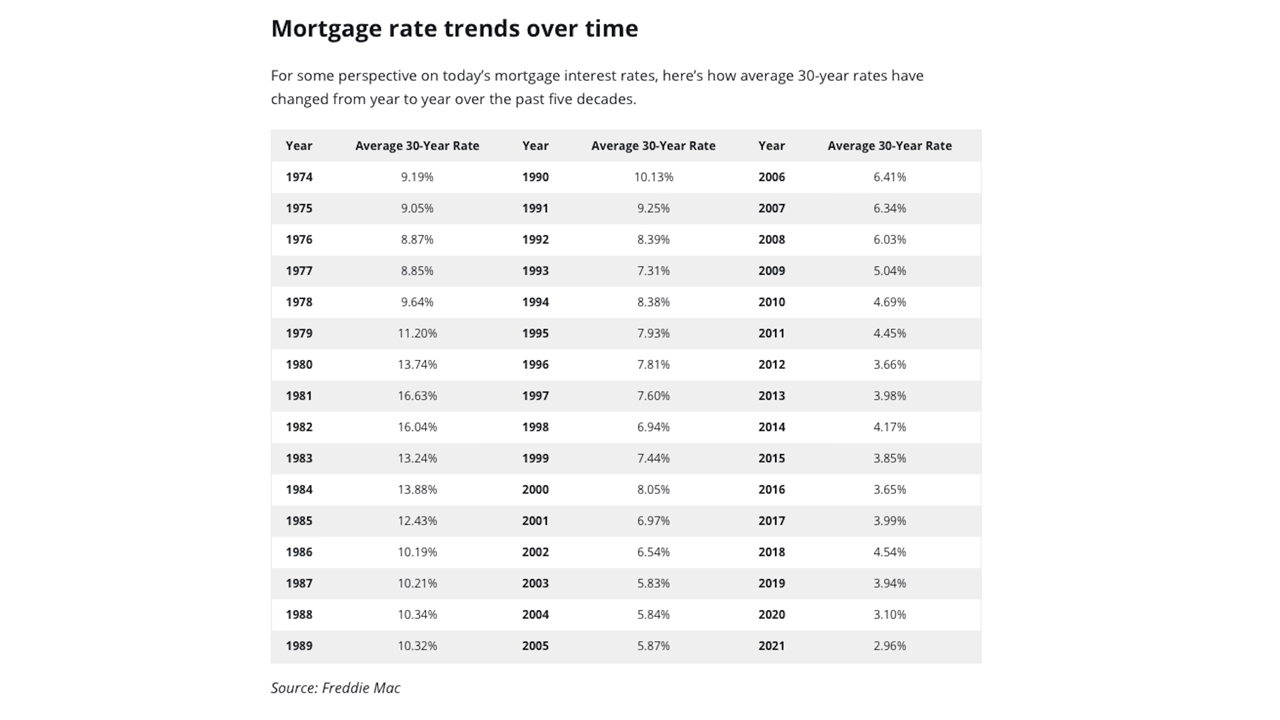 Mortgage rate trends over time
For some perspective on today’s mortgage interest rates, here’s how average 30-year rates have
changed from year to year over the past five decades.
Year Average 30-Year Rate Year Average 30-Year Rate Year Average 30-Year Rate
1974 9.19% 1990 10.13% 2006 6.41%
1975 9.05% 1991 9.25% 2007 6.34%
1976 8.87% 1992 8.39% 2008 6.03%
1977 8.85% 1993 7.31% 2009 5.04%
1978 9.64% 1994 8.38% 2010 4.69%
1979 11.20% 1995 7.93% 2011 4.45%
1980 13.74% 1996 7.81% 2012 3.66%
1981 16.63% 1997 7.60% 2013 3.98%
1982 16.04% 1998 6.94% 2014 4.17%
1983 13.24% 1999 7.44% 2015 3.85%
1984 13.88% 2000 8.05% 2016 3.65%
1985 12.43% 2001 6.97% 2017 3.99%
1986 10.19% 2002 6.54% 2018 4.54%
1987 10.21% 2003 5.83% 2019 3.94%
1988 10.34% 2004 5.84% 2020 3.10%
1989 10.32% 2005 5.87% 2021 2.96%
Source: Freddie Mac